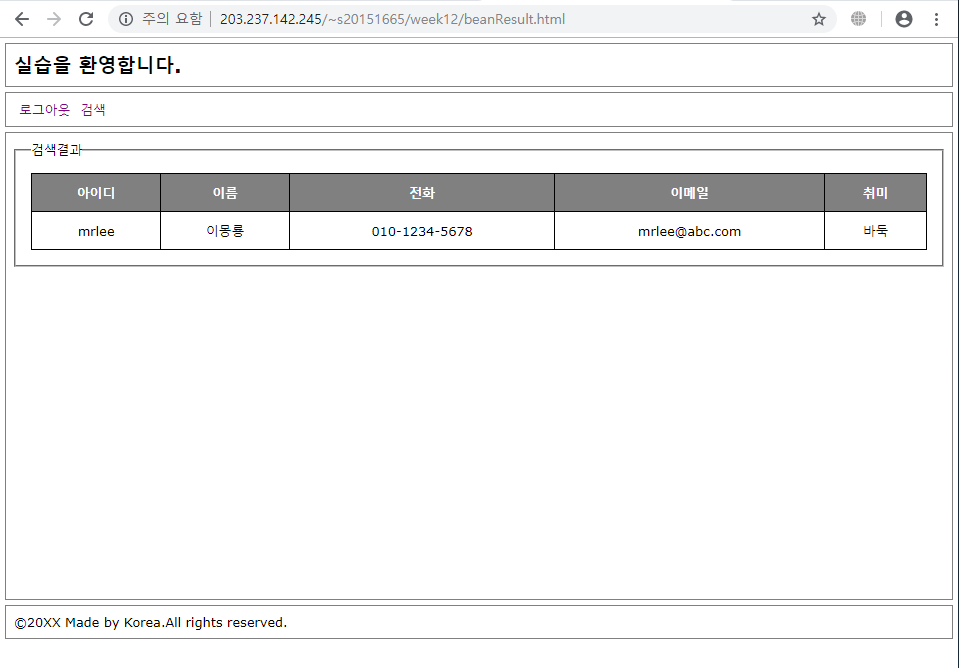 주의 요함 203.237.142.245/~s20151665/week12/beanResult.html
실습을 환영합니다.
로그아웃 검색
검색결과
아이디 이름 전화 이메일 취미
mrlee 이몽룡 010-1234-5678 mrlee@abc.com 바둑
©20XX Made by Korea.All rights reserved.